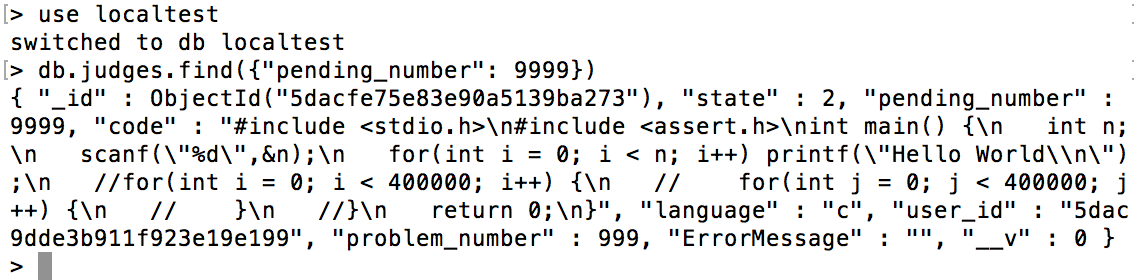 > use localtest
switched to db localtest
> db.judges.find({"pending_number": 9999})
{ "_id" : ObjectId("5dacfe75e83e90a5139ba273"), "state" : 2, "pending_number" :
9999, "code" : "#include <stdio.h>\n#include <assert.h>\nint main() {\n   int n;
\n   scanf(\"%d\",&n);\n   for(int i = 0; i < n; i++) printf(\"Hello World\\n\")
;\n   //for(int i = 0; i < 400000; i++) {\n   //    for(int j = 0; j < 400000; j
++) {\n   //    }\n   //}\n   return 0;\n}", "language" : "c", "user_id" : "5dac
9dde3b911f923e19e199", "problem_number" : 999, "ErrorMessage" : "", "__v" : 0 }
>